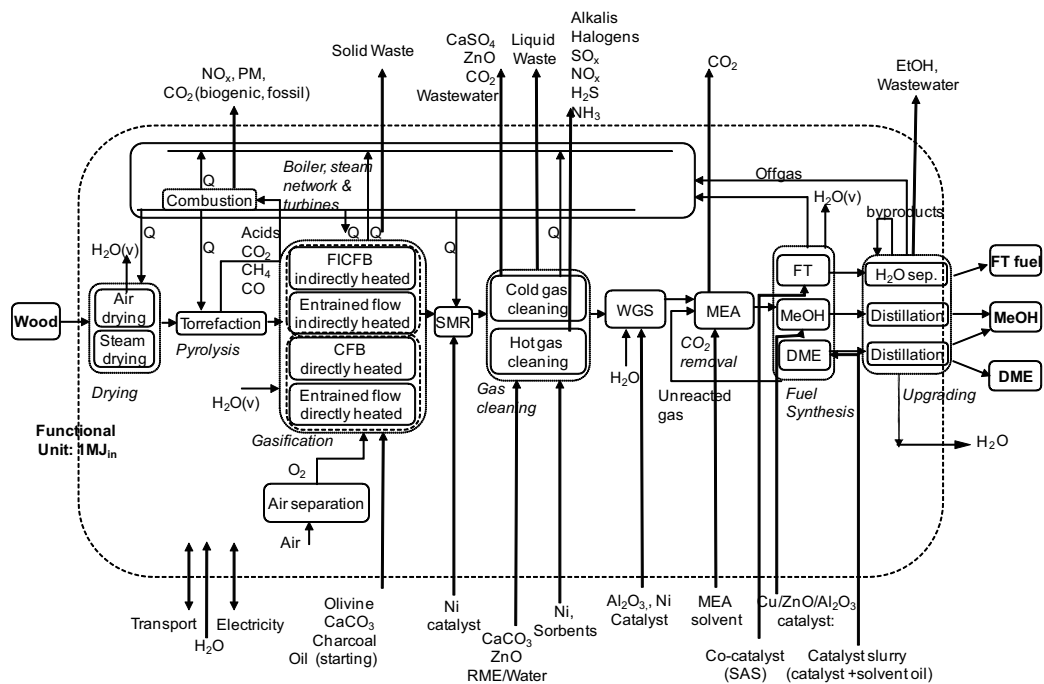 Alkalis
Halogens
SOₓ
NOₓ
H₂S
NH₃
CaSO₄
ZnO
CO₂
Wastewater
Liquid
Waste
Solid Waste
CO₂
EtOH,
Wastewater
NOₓ, PM,
CO₂(biogenic, fossil)
Boiler, steam
network &
turbines
Offgas
Q
Combustion
H₂O(v)
byproducts
H₂O(v)
Q
Q
Q
Q
Q
Q
Acids
CO₂
CH₄
CO
FICFB
indirectly heated
Entrained flow
indirectly heated
CFB
directly heated
Entrained flow
directly heated
Gasification
Wood
Air
drying
Steam
drying
Drying
Torrefaction
Pyrolysis
H₂O(v)
SMR
Cold gas
cleaning
Hot gas
cleaning
Gas
cleaning
WGS
H₂O
MEA
CO₂
removal
Unreacted
gas
FT
MeOH
DME
Fuel
Synthesis
H₂O sep.
Distillation
Distillation
Upgrading
FT fuel
MeOH
DME
H₂O
Functional
Unit: 1MJᵢₙ
O₂
Air separation
Air
Transport
H₂O
Electricity
Olivine
CaCO₃
Charcoal
Oil (starting)
Ni
catalyst
CaCO₃
ZnO
RME/Water
Ni,
Sorbents
Al₂O₃,, Ni
Catalyst
MEA
solvent
Cu/ZnO/Al₂O₃
catalyst:
Co-catalyst
(SAS)
Catalyst slurry
(catalyst +solvent oil)